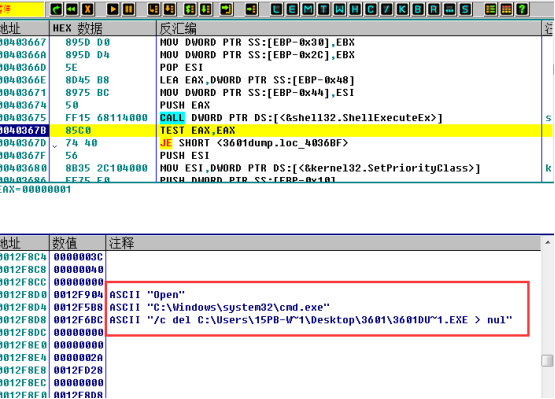 暂停 L E M T W H C / K B R ... S
地址 HEX 数据 反汇编 注
00403667 895D D0 MOV DWORD PTR SS:[EBP-0x30],EBX
0040366A 895D D4 MOV DWORD PTR SS:[EBP-0x2C],EBX
0040366D 5E POP ESI
0040366E 8D45 B8 LEA EAX,DWORD PTR SS:[EBP-0x48]
00403671 8975 BC MOV DWORD PTR SS:[EBP-0x44],ESI
00403674 50 PUSH EAX
00403675 FF15 68114000 CALL DWORD PTR DS:[<&shell32.ShellExecuteEx>] s
0040367B 85C0 TEST EAX,EAX
0040367D 74 40 JE SHORT <3601dump.loc_4036BF>
0040367F 56 PUSH ESI
00403680 8B35 2C104000 MOV ESI,DWORD PTR DS:[<&kernel32.SetPriorityClass>] k
00403686 FF75 F0 PUSH DWORD PTR SS:[EBP-0x10]
EAX=00000001
地址 数值 注释
0012F8C4 0000003C
0012F8C8 00000040
0012F8CC 00000000
0012F8D0 0012F904 ASCII "Open"
0012F8D4 0012F5B8 ASCII "C:\Windows\system32\cmd.exe"
0012F8D8 0012F6BC ASCII "/c del C:\Users\15PB-W~1\Desktop\3601\3601DU~1.EXE > nul"
0012F8DC 00000000
0012F8E0 00000000
0012F8E4 0000002A
0012F8E8 0012FD28
0012F8EC 00000000
0012F8F0 0012F8D8